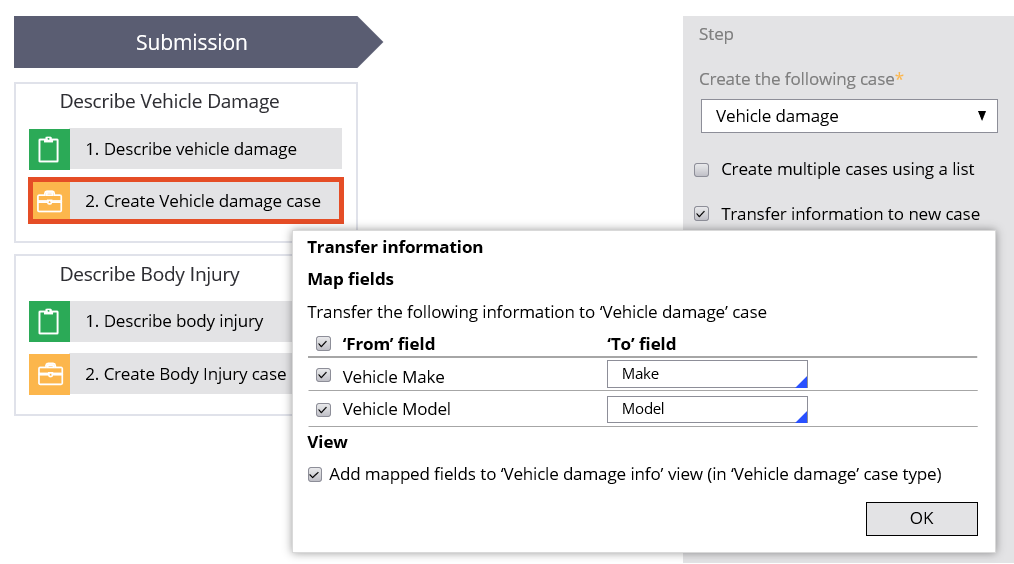 Submission
Describe Vehicle Damage
1. Describe vehicle damage
2. Create Vehicle damage case
Describe Body Injury
1. Describe body injury
2. Create Body Injury case
Step
Create the following case*
Vehicle damage
Create multiple cases using a list
Transfer information to new case
Transfer information
Map fields
Transfer the following information to ‘Vehicle damage’ case
‘From’ field ‘To’ field
Vehicle Make Make
Vehicle Model Model
View
Add mapped fields to ‘Vehicle damage info’ view (in ‘Vehicle damage’ case type)
OK